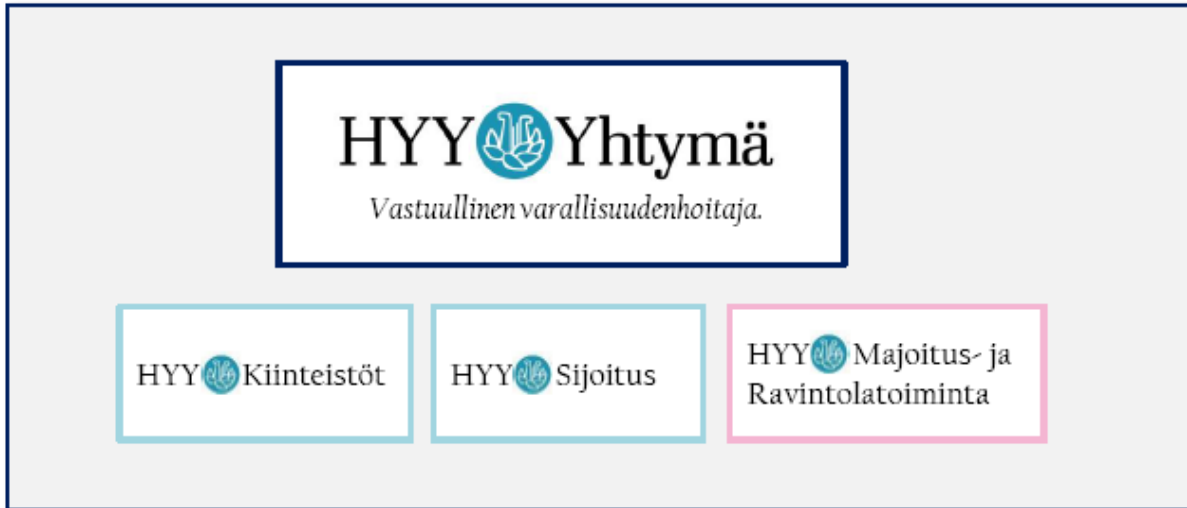 HYY Yhtymä
Vastuullinen varallisuudenhoitaja.
HYY Kiinteistöt
HYY Sijoitus
HYY Majoitus- ja
Ravintolatoiminta